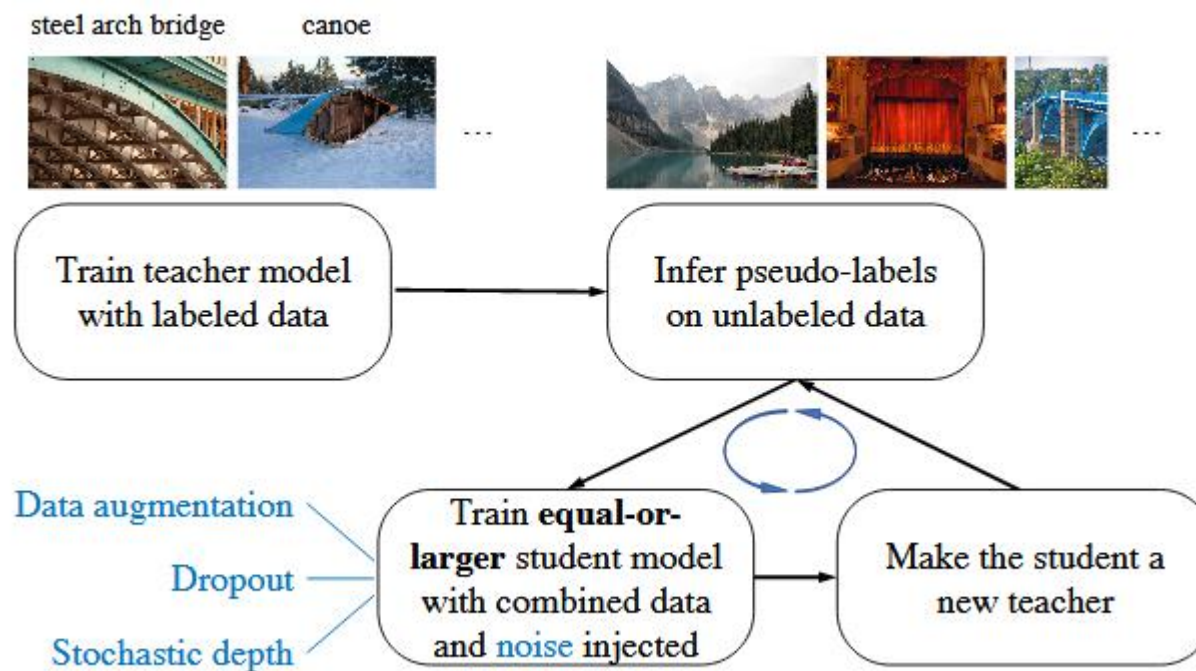 steel arch bridge
canoe
...
...
Train teacher model
with labeled data
Infer pseudo-labels
on unlabeled data
Data augmentation
Dropout
Stochastic depth
Train equal-or-
larger student model
with combined data
and noise injected
Make the student a
new teacher